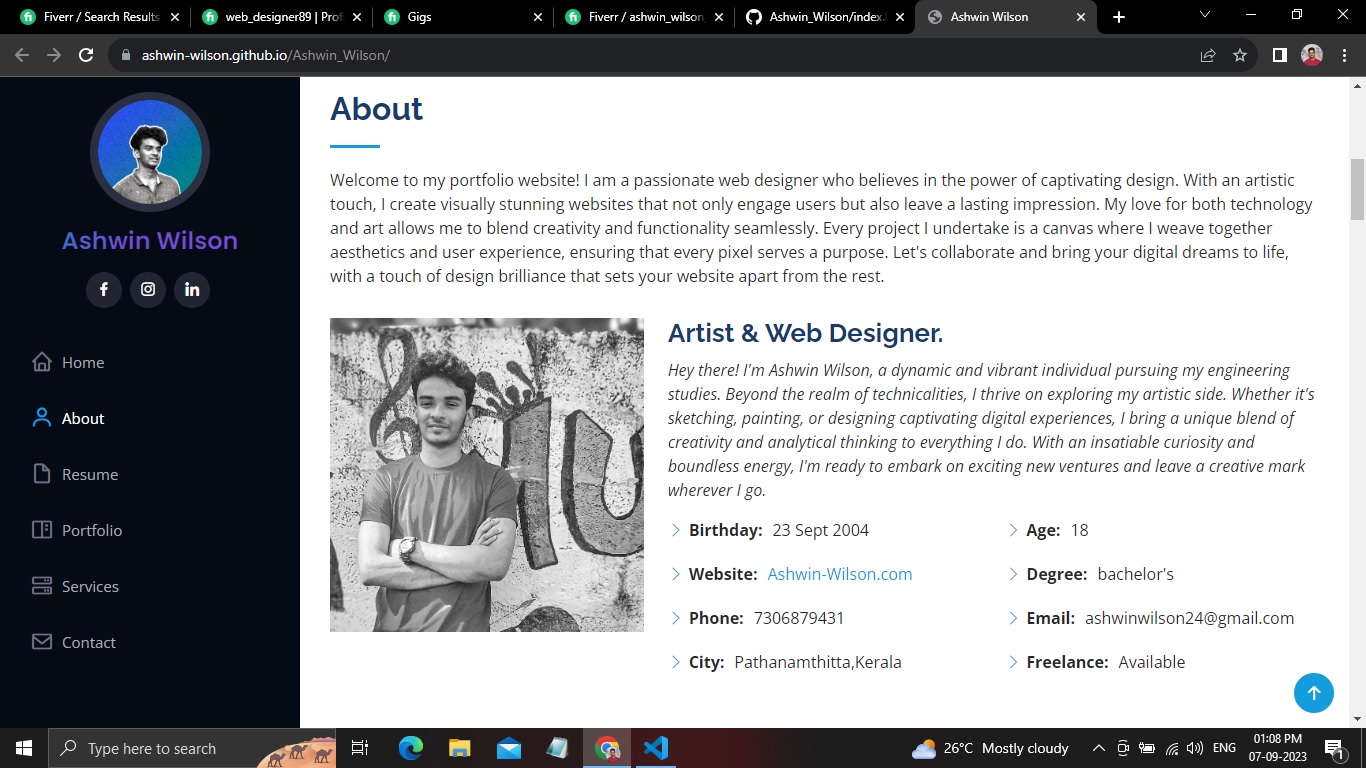 Fiverr / Search Results
web_designer89 | Prof
Gigs
Fiverr / ashwin_wilson_
Ashwin_Wilson/index.
Ashwin Wilson
ashwin-wilson.github.io/Ashwin_Wilson/
Ashwin Wilson
Home
About
Resume
Portfolio
Services
Contact
About
Welcome to my portfolio website! I am a passionate web designer who believes in the power of captivating design. With an artistic
touch, I create visually stunning websites that not only engage users but also leave a lasting impression. My love for both technology
and art allows me to blend creativity and functionality seamlessly. Every project I undertake is a canvas where I weave together
aesthetics and user experience, ensuring that every pixel serves a purpose. Let's collaborate and bring your digital dreams to life,
with a touch of design brilliance that sets your website apart from the rest.
Artist & Web Designer.
Hey there! I'm Ashwin Wilson, a dynamic and vibrant individual pursuing my engineering
studies. Beyond the realm of technicalities, I thrive on exploring my artistic side. Whether it's
sketching, painting, or designing captivating digital experiences, I bring a unique blend of
creativity and analytical thinking to everything I do. With an insatiable curiosity and
boundless energy, I'm ready to embark on exciting new ventures and leave a creative mark
wherever I go.
Birthday: 23 Sept 2004
Age: 18
Website: Ashwin-Wilson.com
Degree: bachelor's
Phone: 7306879431
Email: ashwinwilson24@gmail.com
City: Pathanamthitta,Kerala
Freelance: Available
Type here to search
26°C Mostly cloudy
ENG
01:08 PM
07-09-2023
1